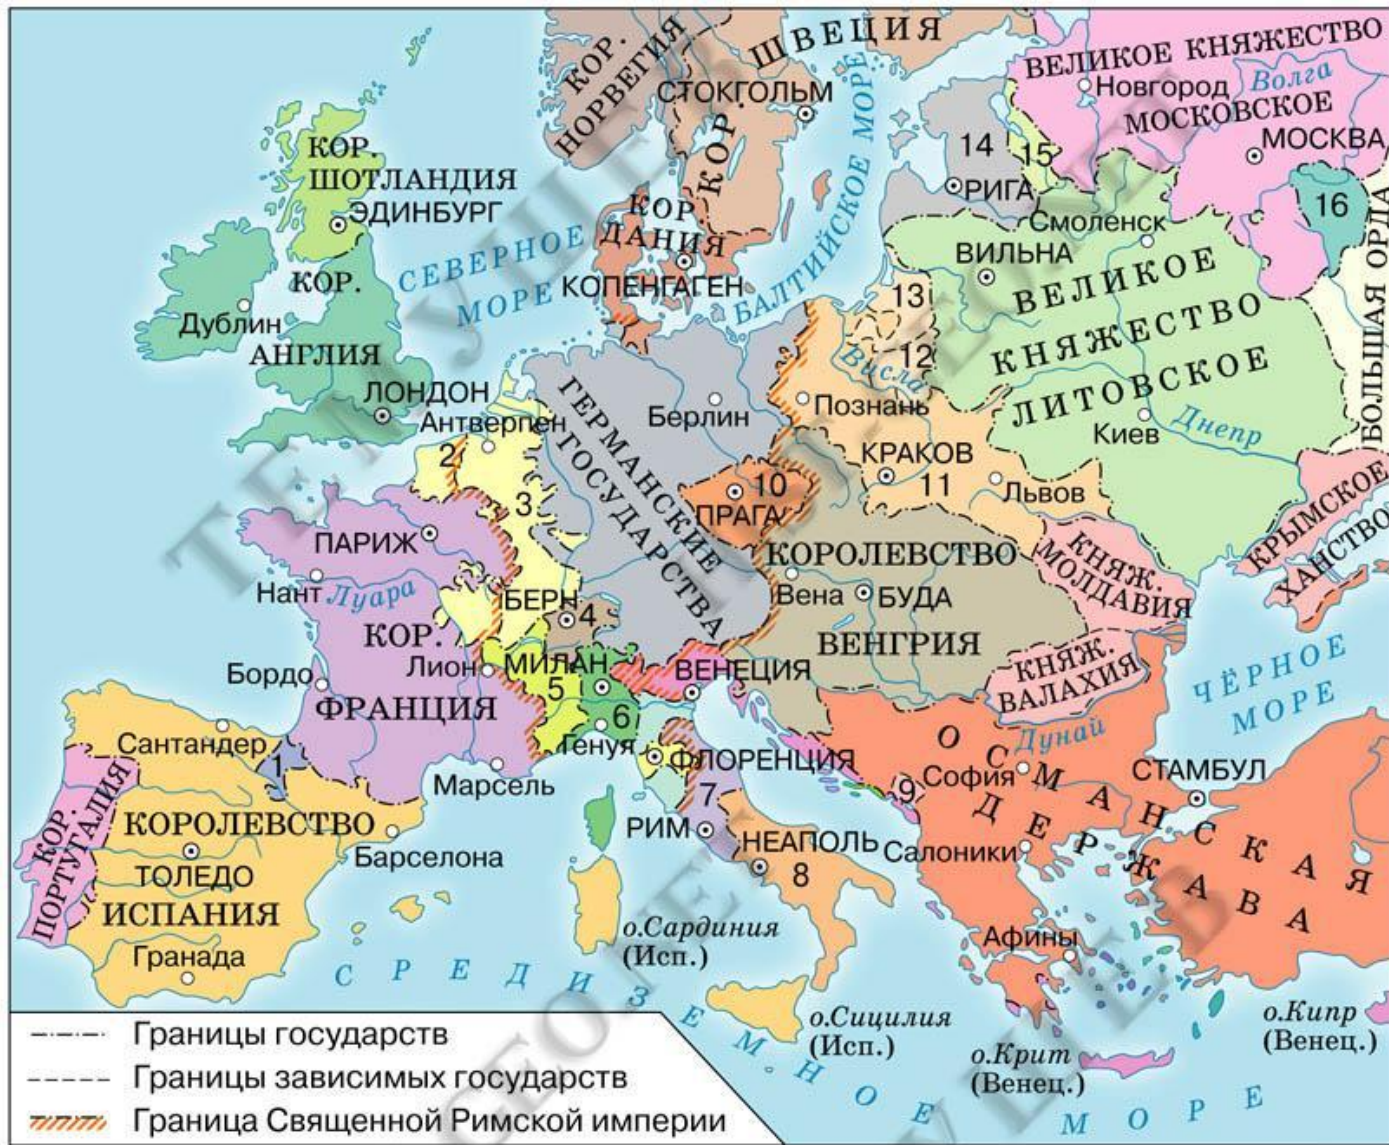 КОР.
НОРВЕГИЯ
КОР. ШВЕЦИЯ
СТОКГОЛЬМ
БАЛТИЙСКОЕ МОРЕ
ВЕЛИКОЕ КНЯЖЕСТВО
Новгород
Волга
МОСКОВСКОЕ
МОСКВА
14
15
16
РИГА
Смоленск
КОР.
ШОТЛАНДИЯ
ЭДИНБУРГ
КОР.
АНГЛИЯ
Дублин
ЛОНДОН
СЕВЕРНОЕ
МОРЕ
КОР.
ДАНИЯ
КОПЕНГАГЕН
ВИЛЬНА
ВЕЛИКОЕ
КНЯЖЕСТВО
ЛИТОВСКОЕ
БОЛЬШАЯ ОРДА
13
12
Висла
Антверпен
ГЕРМАНСКИЕ
ГОСУДАРСТВА
Берлин
Познань
Киев
Днепр
2
3
10
ПРАГА
КРАКОВ
11
Львов
КРЫМСКОЕ
ХАНСТВО
ПАРИЖ
Нант
Луара
БЕРН
4
КОРОЛЕВСТВО
Вена
БУДА
ВЕНГРИЯ
КНЯЖ.
МОЛДАВИЯ
КОР.
ФРАНЦИЯ
Бордо
Лион
МИЛАН
5
6
Генуя
ВЕНЕЦИЯ
КНЯЖ.
ВАЛАХИЯ
ЧЁРНОЕ
МОРЕ
Сантандер
1
Марсель
ФЛОРЕНЦИЯ
7
9
Дунай
София
СТАМБУЛ
ОСМАНСКАЯ
ДЕРЖАВА
КОР.
ПОРТУГАЛИЯ
КОРОЛЕВСТВО
ТОЛЕДО
ИСПАНИЯ
Барселона
Гранада
РИМ
НЕАПОЛЬ
8
Салоники
Афины
о.Сардиния
(Исп.)
о.Сицилия
(Исп.)
о.Крит
(Венец.)
о.Кипр
(Венец.)
СРЕДИЗЕМНОЕ МОРЕ
Границы государств
Границы зависимых государств
Граница Священной Римской империи